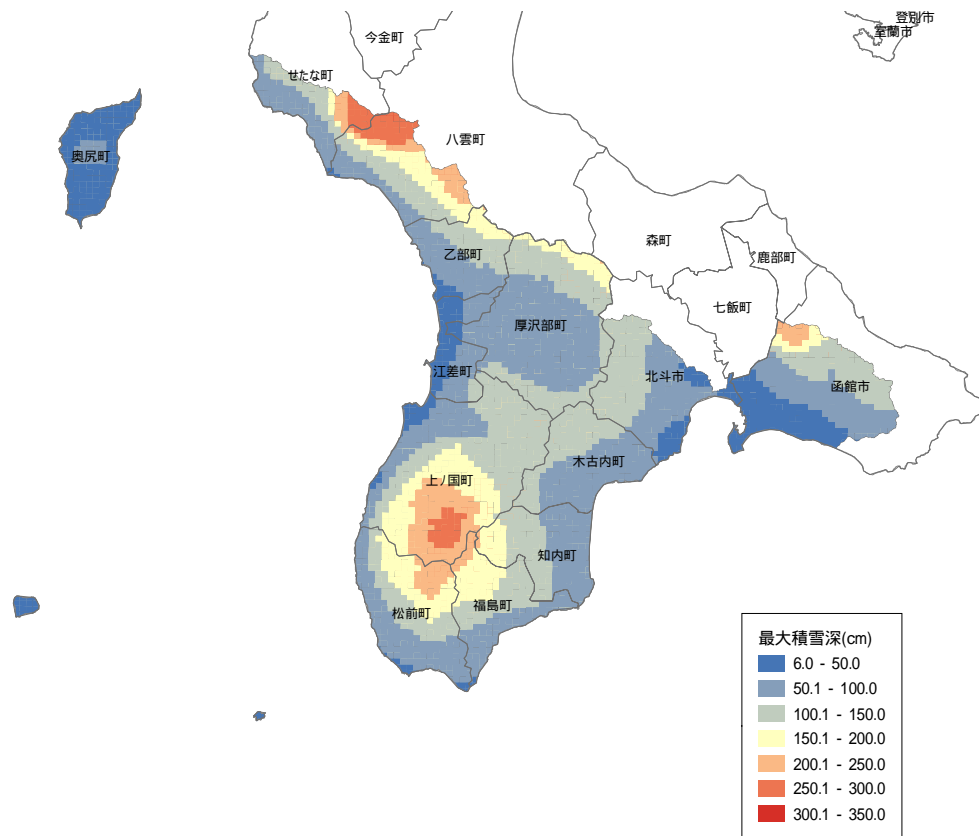 登別市
室蘭市
今金町
せたな町
八雲町
奥尻町
森町
乙部町
鹿部町
七飯町
厚沢部町
江差町
北斗市
函館市
木古内町
上ノ国町
知内町
福島町
松前町
最大積雪深(cm)
6.0 - 50.0
50.1 - 100.0
100.1 - 150.0
150.1 - 200.0
200.1 - 250.0
250.1 - 300.0
300.1 - 350.0